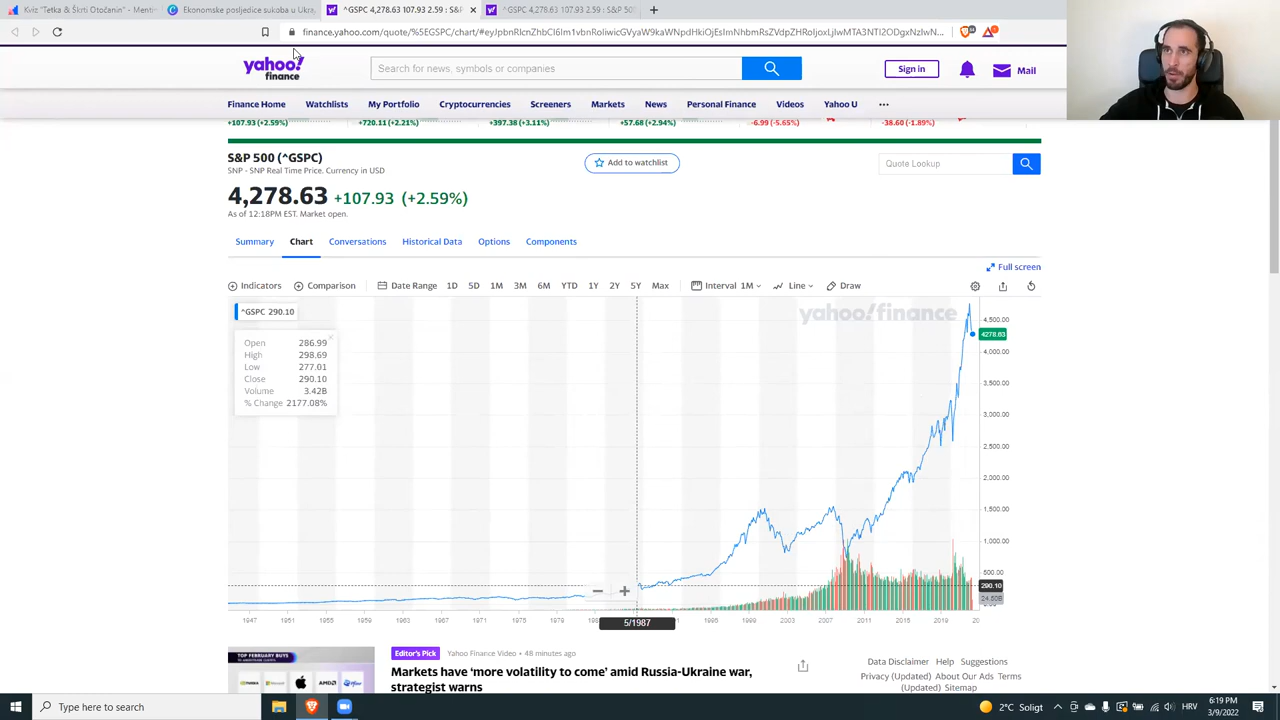 Kviz "Tetka & Škrti Otočani" - Menti
Ekonomske posljedice sukoba u Ukra
^GSPC 4,278.63 107.93 2.59 : S&P
^GSPC 4,278.63 107.93 2.59 : S&P 500
finance.yahoo.com/quote/%5EGSPC/chart/
yahoo!
finance
Search for news, symbols or companies
Sign in
Mail
Finance Home
Watchlists
My Portfolio
Cryptocurrencies
Screeners
Markets
News
Personal Finance
Videos
Yahoo U
+107.93 (+2.59%)
+720.11 (+2.21%)
+397.38 (+3.11%)
+57.68 (+2.94%)
-6.99 (-5.65%)
-38.60 (-1.89%)
S&P 500 (^GSPC)
SNP - SNP Real Time Price. Currency in USD
Add to watchlist
Quote Lookup
4,278.63 +107.93 (+2.59%)
As of 12:18PM EST. Market open.
Summary
Chart
Conversations
Historical Data
Options
Components
Full screen
Indicators
Comparison
Date Range
1D
5D
1M
3M
6M
YTD
1Y
2Y
5Y
Max
Interval 1M
Line
Draw
^GSPC 290.10
yahoo!finance
Open 286.99
High 298.69
Low 277.01
Close 290.10
Volume 3.42B
% Change 2177.08%
4,500.00
4278.63
4,000.00
3,500.00
3,000.00
2,500.00
2,000.00
1,500.00
1,000.00
500.00
290.10
1947
1951
1955
1959
1963
1967
1971
1975
1979
5/1987
1995
1999
2003
2007
2011
2015
2019
20
Editor's Pick
Yahoo Finance Video • 48 minutes ago
Markets have ‘more volatility to come’ amid Russia-Ukraine war,
strategist warns
TOP FEBRUARY BUYS
AMD
Data Disclaimer Help Suggestions
Privacy (Updated) About Our Ads Terms
(Updated) Sitemap
Type here to search
2°C Oblačno
HRV
6:19 PM
3/9/2022